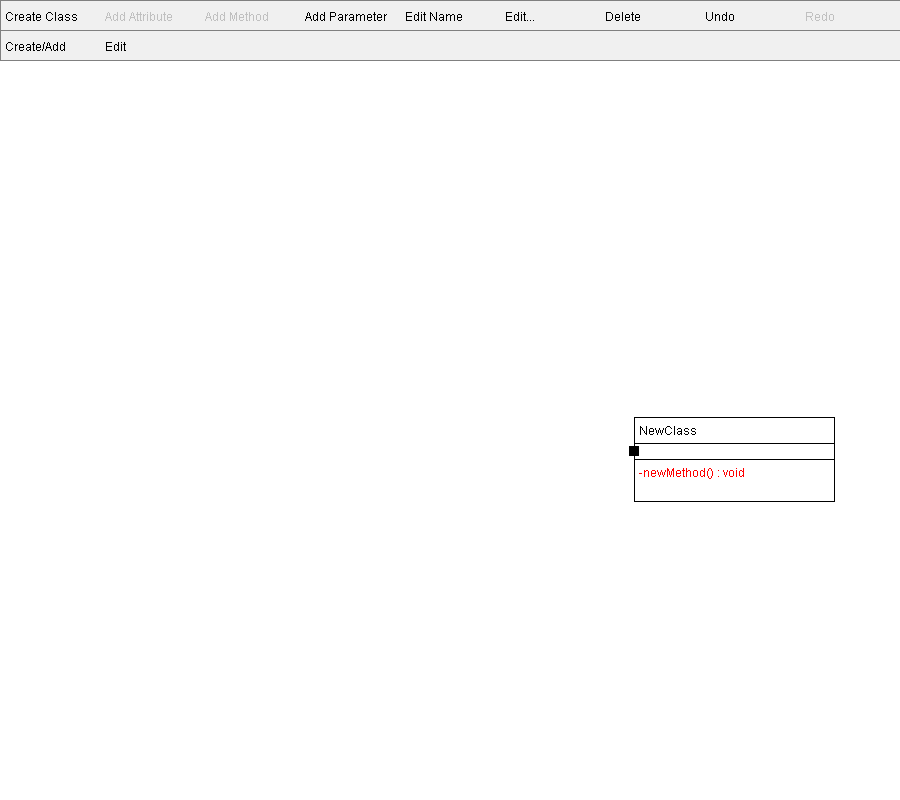 Create Class Add Attribute Add Method Add Parameter Edit Name Edit... Delete Undo Redo
Create/Add Edit
NewClass
-newMethod() : void